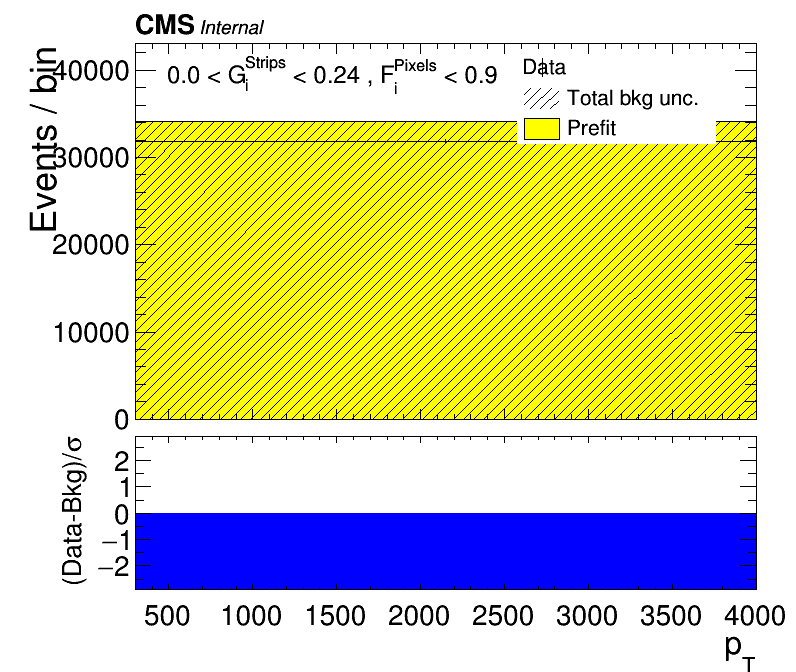 CMS Internal
0.0 < G_i^Strips < 0.24 , F_i^Pixels < 0.9
Data
Total bkg unc.
Prefit
Events / bin
40000
30000
20000
10000
0
(Data-Bkg)/σ
2
1
0
−1
−2
500 1000 1500 2000 2500 3000 3500 4000
p_T